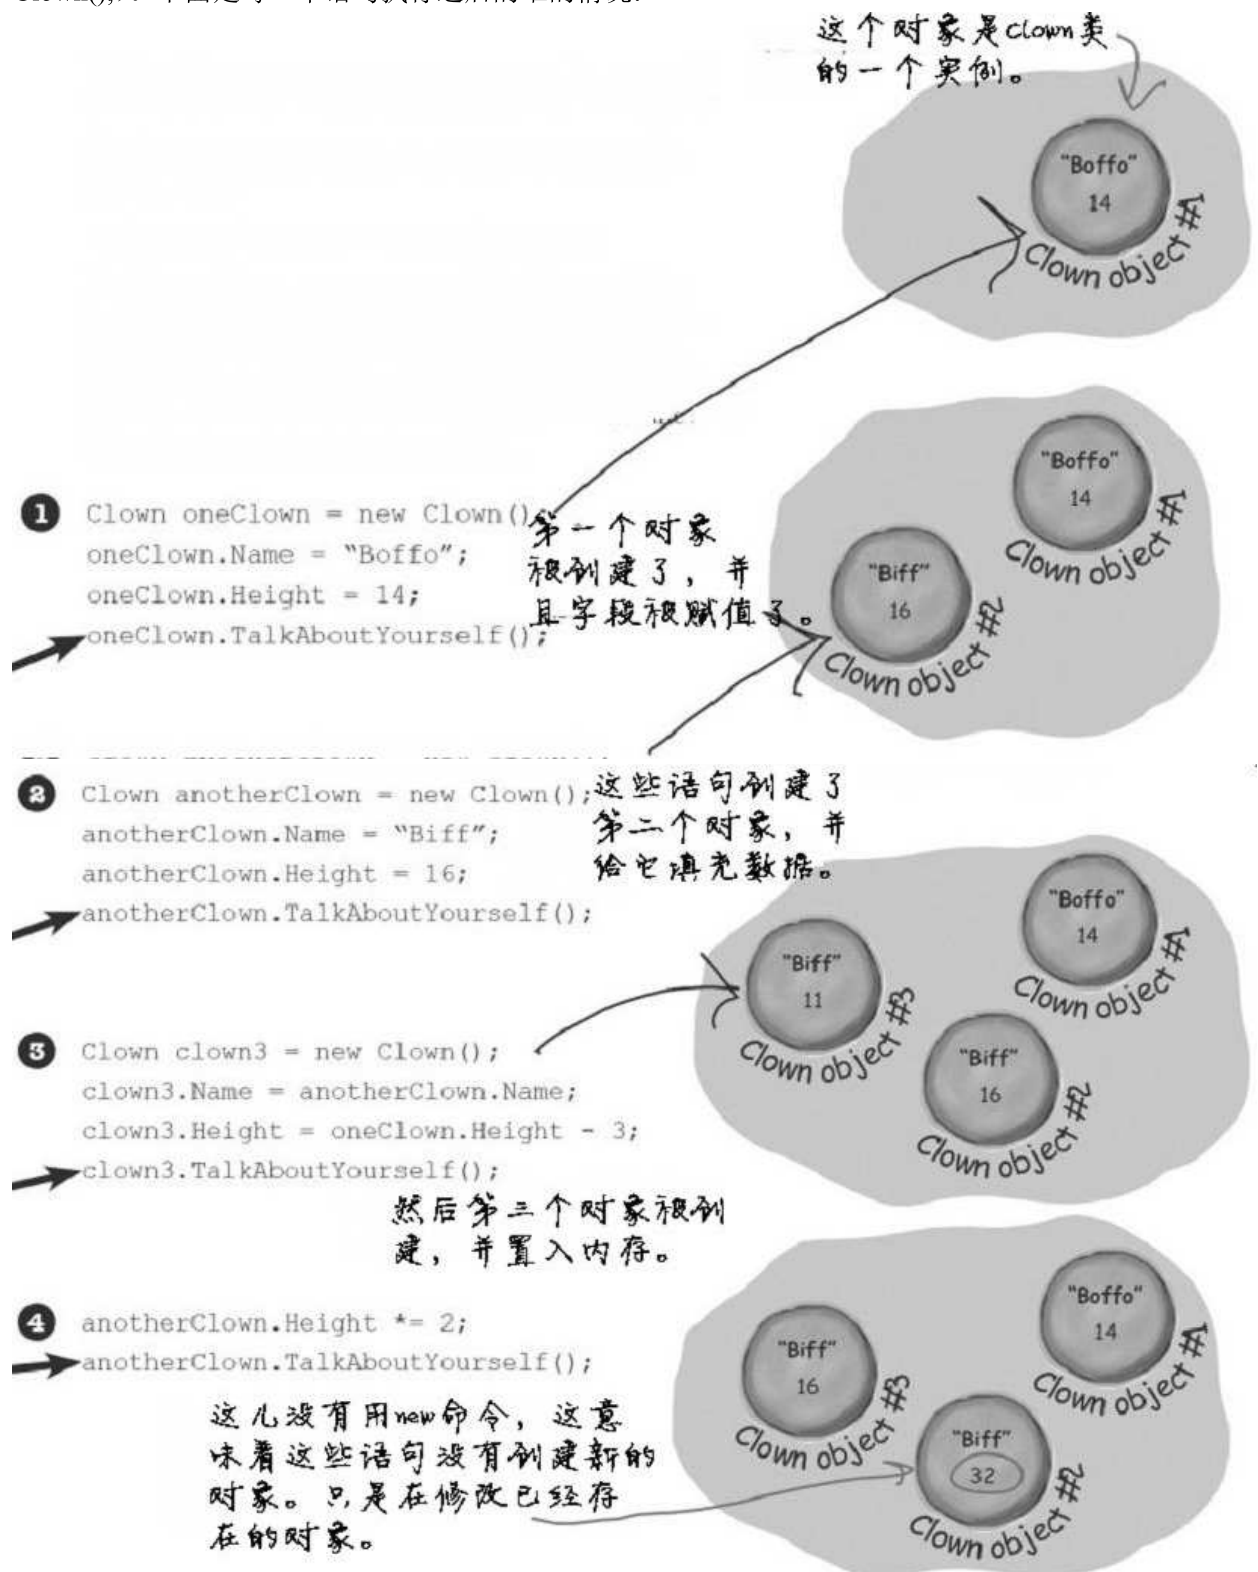 这个对象是Clown类
的一个实例。
"Boffo"
14
Clown object #1
"Boffo"
14
Clown object #1
"Biff"
16
Clown object #2
1 Clown oneClown = new Clown();
oneClown.Name = “Boffo”;
oneClown.Height = 14;
oneClown.TalkAboutYourself();
第一个对象
被创建了，并
且字段被赋值了。
2 Clown anotherClown = new Clown();
anotherClown.Name = “Biff”;
anotherClown.Height = 16;
anotherClown.TalkAboutYourself();
这些语句创建了
第二个对象，并
给它填充数据。
"Boffo"
14
Clown object #1
"Biff"
11
Clown object #3
"Biff"
16
Clown object #2
3 Clown clown3 = new Clown();
clown3.Name = anotherClown.Name;
clown3.Height = oneClown.Height - 3;
clown3.TalkAboutYourself();
然后第三个对象被创
建，并置入内存。
4 anotherClown.Height *= 2;
anotherClown.TalkAboutYourself();
"Boffo"
14
Clown object #1
"Biff"
16
Clown object #3
"Biff"
32
Clown object #2
这儿没有用new命令，这意
味着这些语句没有创建新的
对象。只是在修改已经存
在的对象。